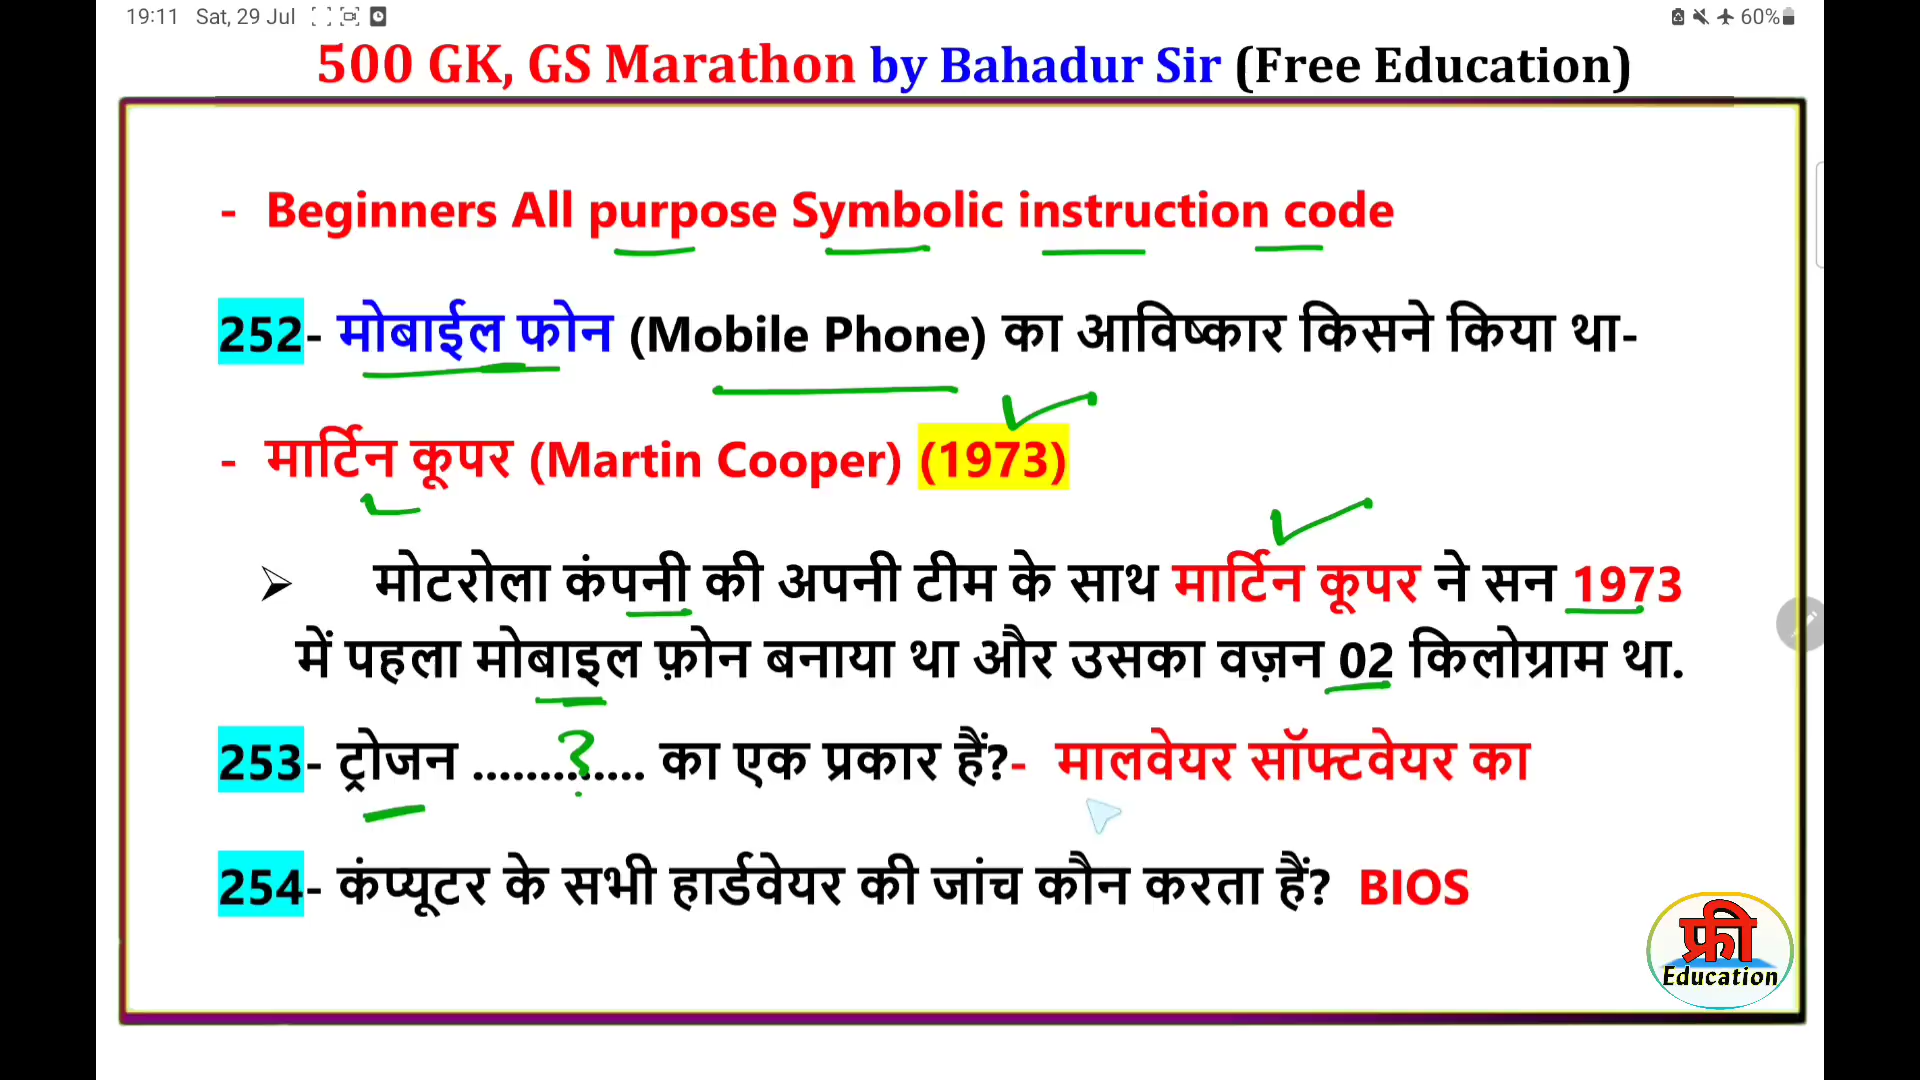 19:11 Sat, 29 Jul 60%
500 GK, GS Marathon by Bahadur Sir (Free Education)
- Beginners All purpose Symbolic instruction code
252- मोबाईल फोन (Mobile Phone) का आविष्कार किसने किया था-
- मार्टिन कूपर (Martin Cooper) (1973)
➢ मोटरोला कंपनी की अपनी टीम के साथ मार्टिन कूपर ने सन 1973
में पहला मोबाइल फ़ोन बनाया था और उसका वज़न 02 किलोग्राम था.
253- ट्रोजन ......?...... का एक प्रकार हैं?- मालवेयर सॉफ्टवेयर का
254- कंप्यूटर के सभी हार्डवेयर की जांच कौन करता हैं? BIOS
फ्री
Education